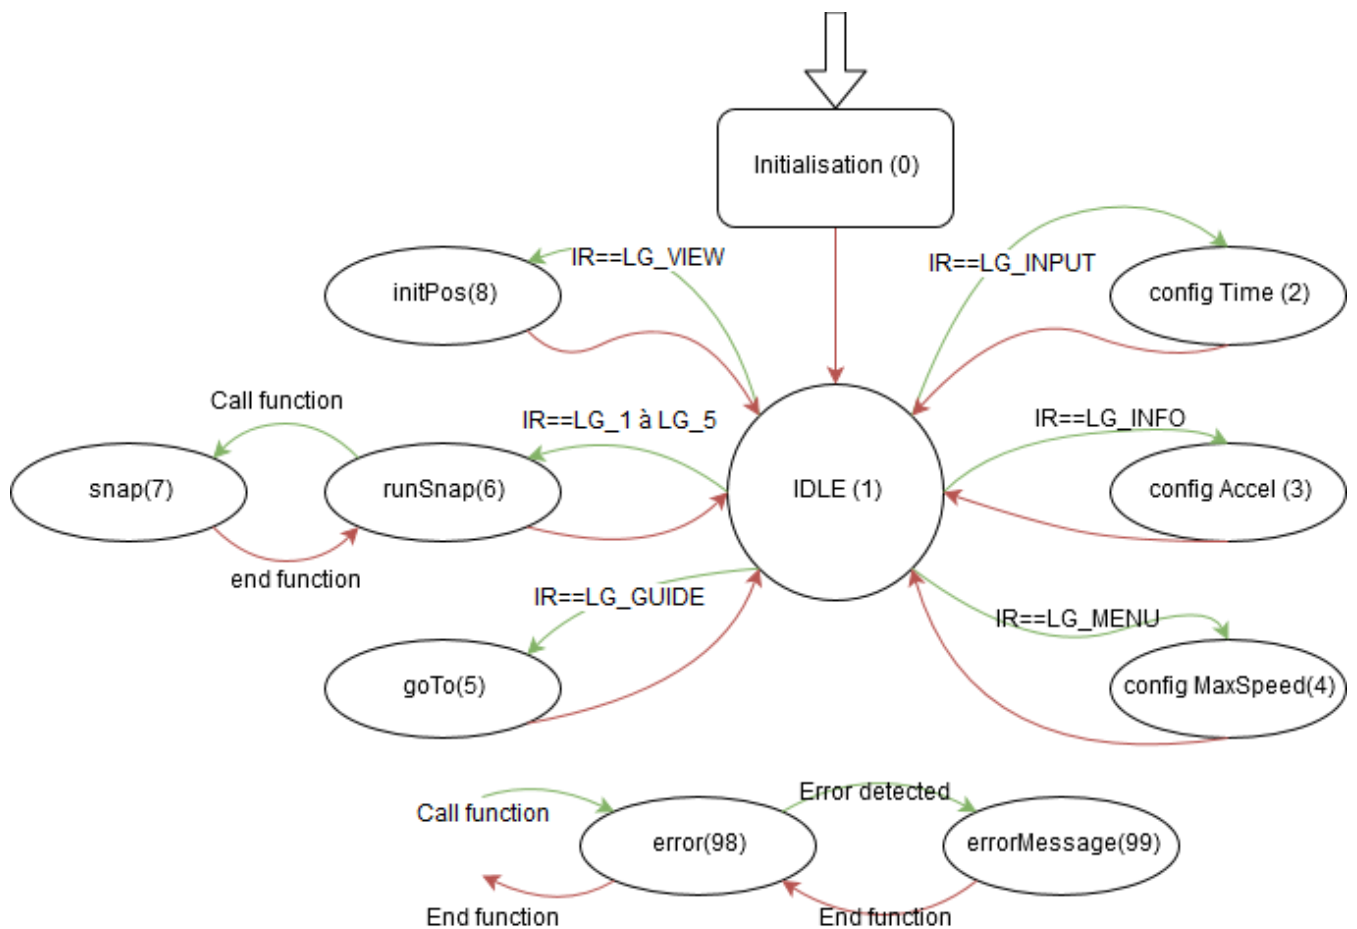 Initialisation (0)
IR==LG_VIEW
IR==LG_INPUT
initPos(8)
config Time (2)
Call function
IR==LG_1 à LG_5
IR==LG_INFO
snap(7)
runSnap(6)
IDLE (1)
config Accel (3)
end function
IR==LG_GUIDE
IR==LG_MENU
goTo(5)
config MaxSpeed(4)
Call function
Error detected
error(98)
errorMessage(99)
End function
End function